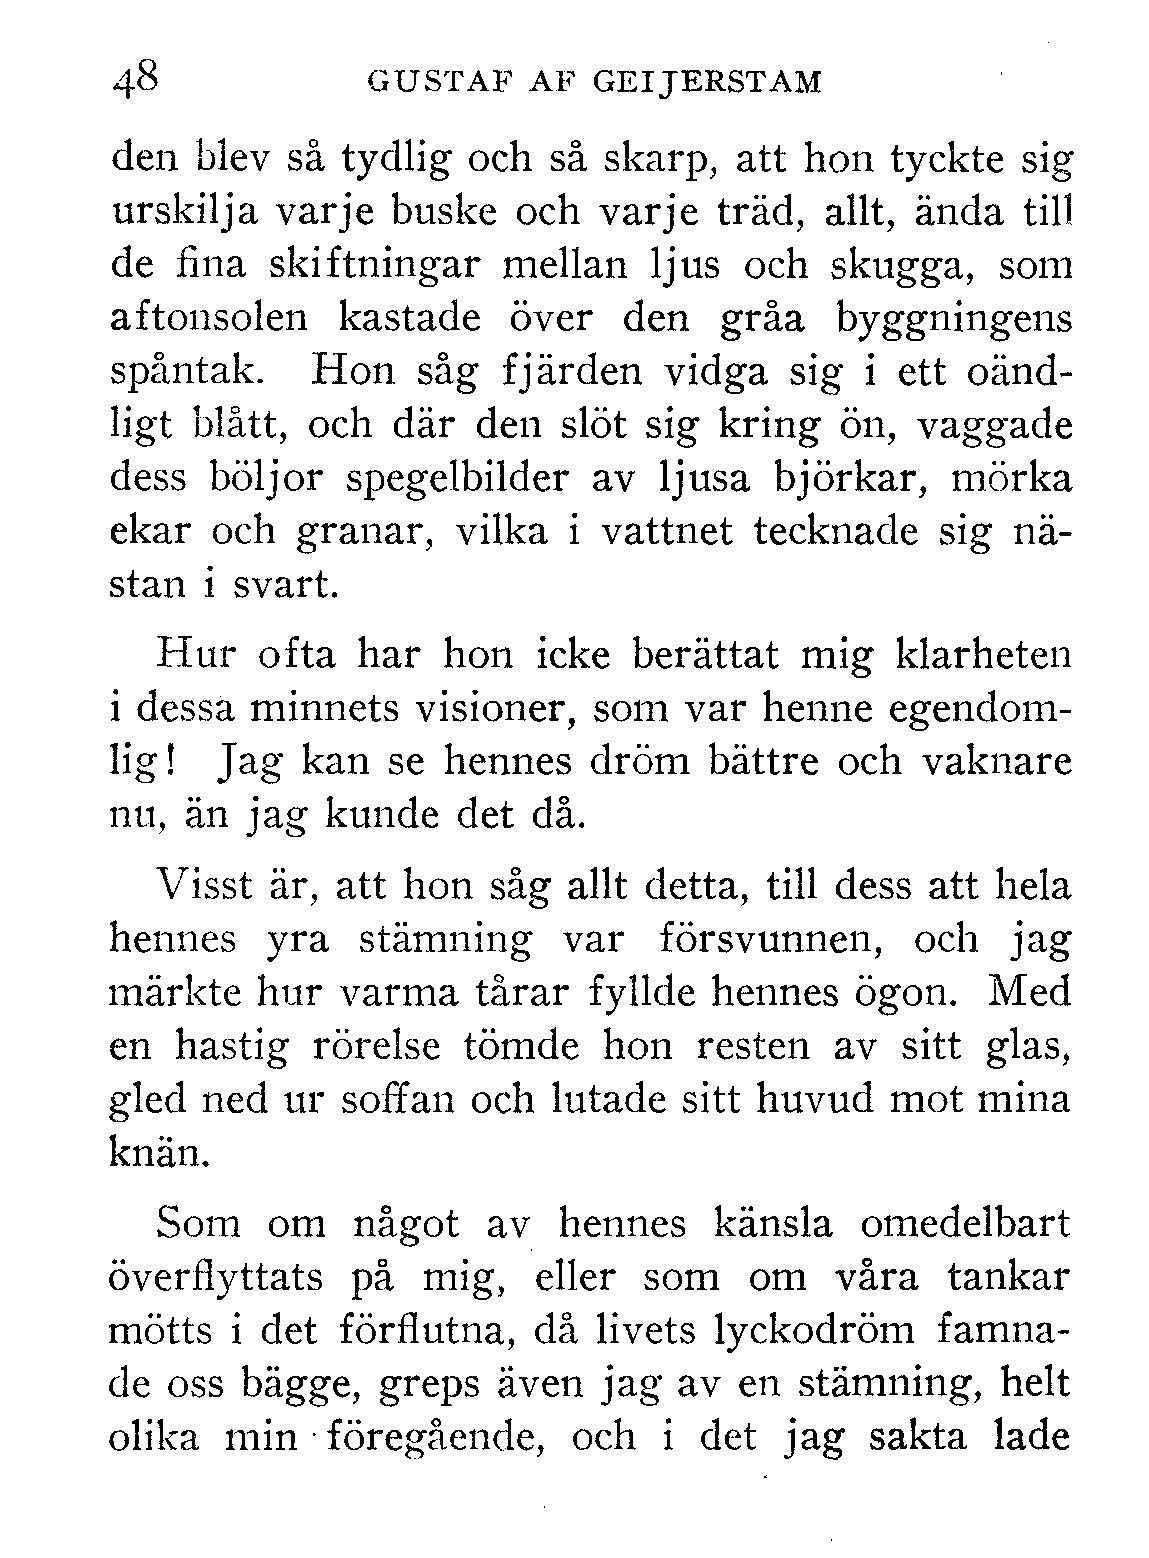 48 GUSTAF AF GEIJERSTAM
den blev så tydlig och så skarp, att hon tyckte sig
urskilja varje buske och varje träd, allt, ända till
de fina skiftningar mellan ljus och skugga, som
aftonsolen kastade över den gråa byggningens
spåntak. Hon såg fjärden vidga sig i ett oänd-
ligt blått, och där den slöt sig kring ön, vaggade
dess böljor spegelbilder av ljusa björkar, mörka
ekar och granar, vilka i vattnet tecknade sig nä-
stan i svart.
Hur ofta har hon icke berättat mig klarheten
i dessa minnets visioner, som var henne egendom-
lig! Jag kan se hennes dröm bättre och vaknare
nu, än jag kunde det då.
Visst är, att hon såg allt detta, till dess att hela
hennes yra stämning var försvunnen, och jag
märkte hur varma tårar fyllde hennes ögon. Med
en hastig rörelse tömde hon resten av sitt glas,
gled ned ur soffan och lutade sitt huvud mot mina
knän.
Som om något av hennes känsla omedelbart
överflyttats på mig, eller som om våra tankar
mötts i det förflutna, då livets lyckodröm famna-
de oss bägge, greps även jag av en stämning, helt
olika min föregående, och i det jag sakta lade